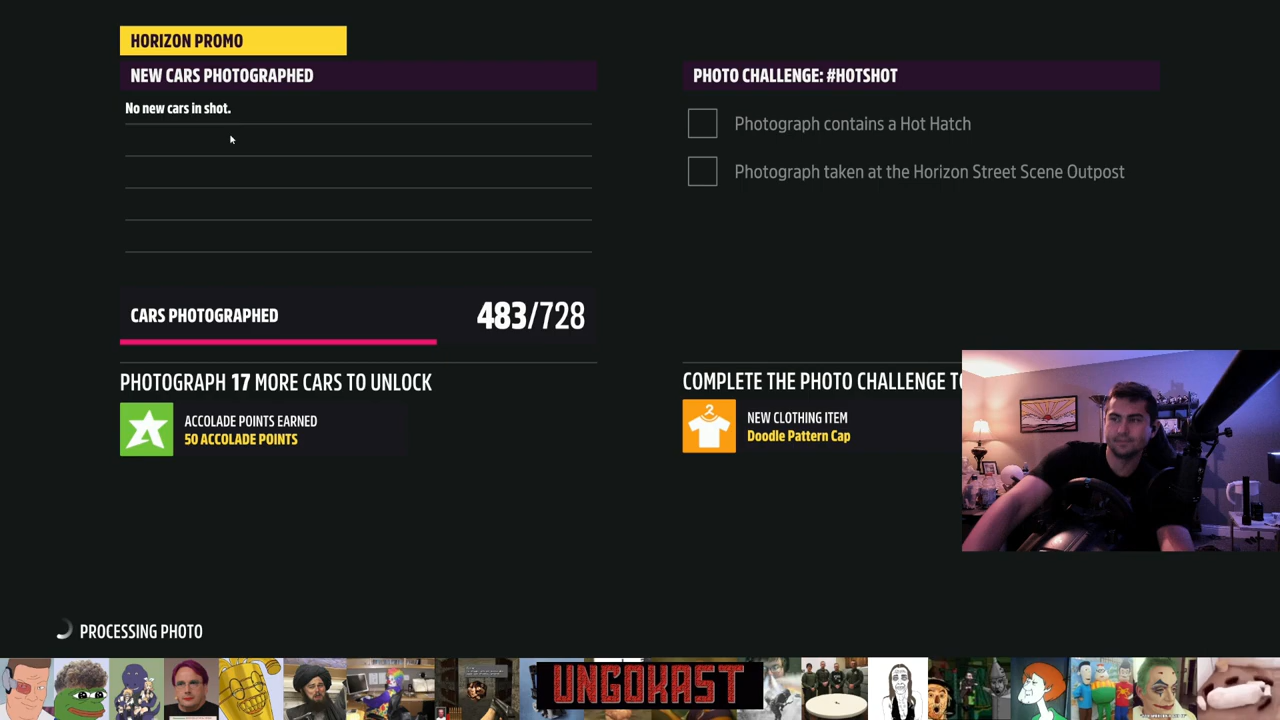 HORIZON PROMO
NEW CARS PHOTOGRAPHED
No new cars in shot.
CARS PHOTOGRAPHED
483/728
PHOTOGRAPH 17 MORE CARS TO UNLOCK
ACCOLADE POINTS EARNED
50 ACCOLADE POINTS
PHOTO CHALLENGE: #HOTSHOT
Photograph contains a Hot Hatch
Photograph taken at the Horizon Street Scene Outpost
COMPLETE THE PHOTO CHALLENGE
NEW CLOTHING ITEM
Doodle Pattern Cap
PROCESSING PHOTO
UNGOKAST